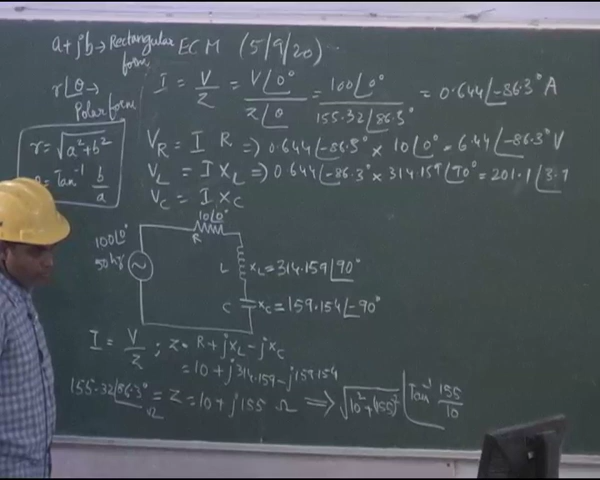 a+jb → Rectangular form
ECM (5/9/20)
r∠θ → Polar form
I = V/Z = V∠0°/Z∠θ = 100∠0°/155.32∠86.3° = 0.644∠-86.3° A
r = √a²+b²
Tan⁻¹ b/a
V_R = I R ⇒) 0.644∠-86.3° × 10∠0° = 6.44∠-86.3° V
V_L = I X_L ⇒) 0.644∠-86.3° × 314.159∠90° = 201.1∠3.7
V_C = I X_C
10∠0°
R
100∠0°
50hz
L X_L = 314.159∠90°
C X_C = 159.154∠-90°
I = V/Z ; Z = R + jX_L - jX_C
= 10 + j314.159 - j159.154
155.32∠86.3° Ω = Z = 10 + j155 Ω ⇒ √10²+(155)² ∠Tan⁻¹ 155/10